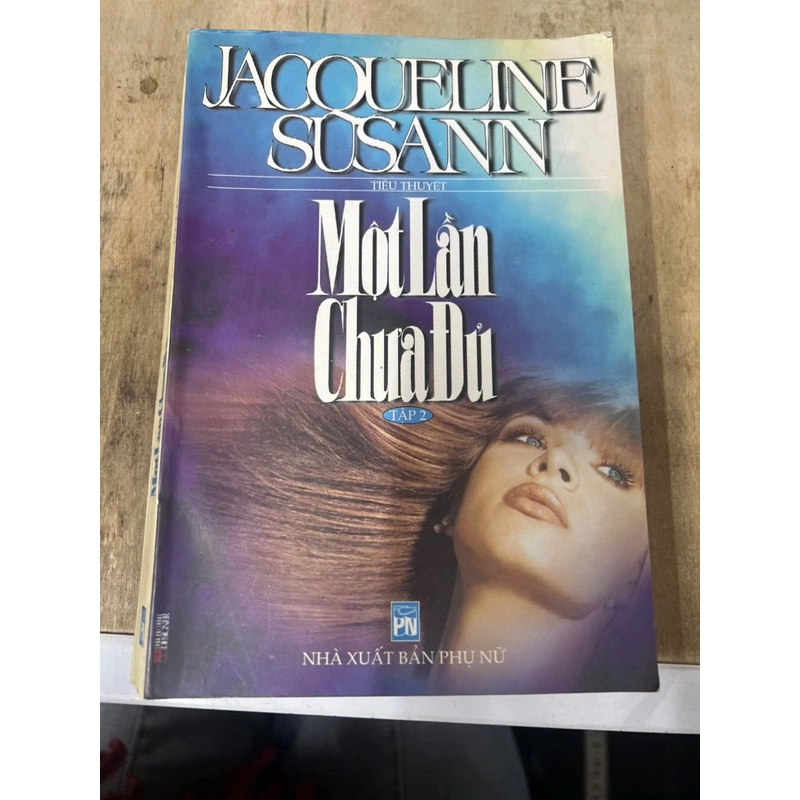 JACQUELINE
SUSANN
TIỂU THUYẾT
Một Lần
Chưa Đủ
TẬP 2
PN
NHÀ XUẤT BẢN PHỤ NỮ